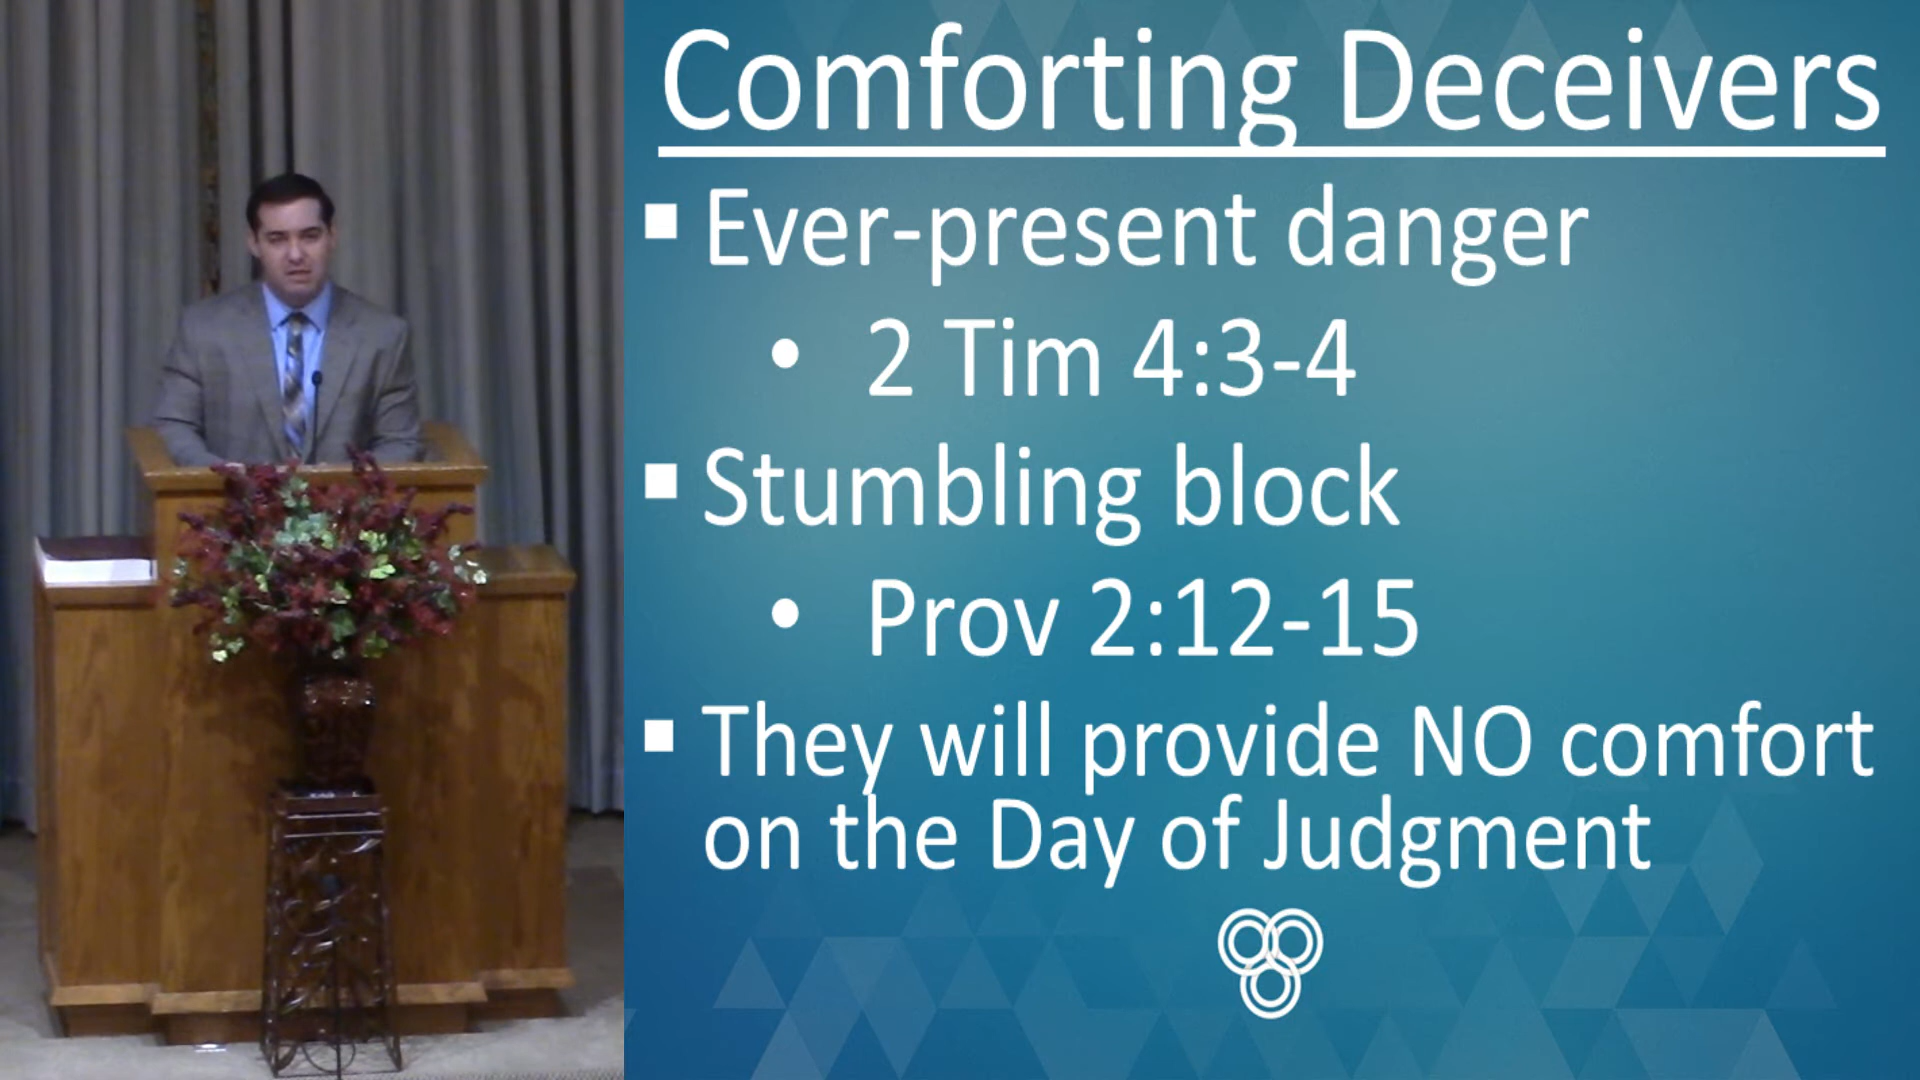 Comforting Deceivers
▪ Ever-present danger
• 2 Tim 4:3-4
▪ Stumbling block
• Prov 2:12-15
▪ They will provide NO comfort
on the Day of Judgment